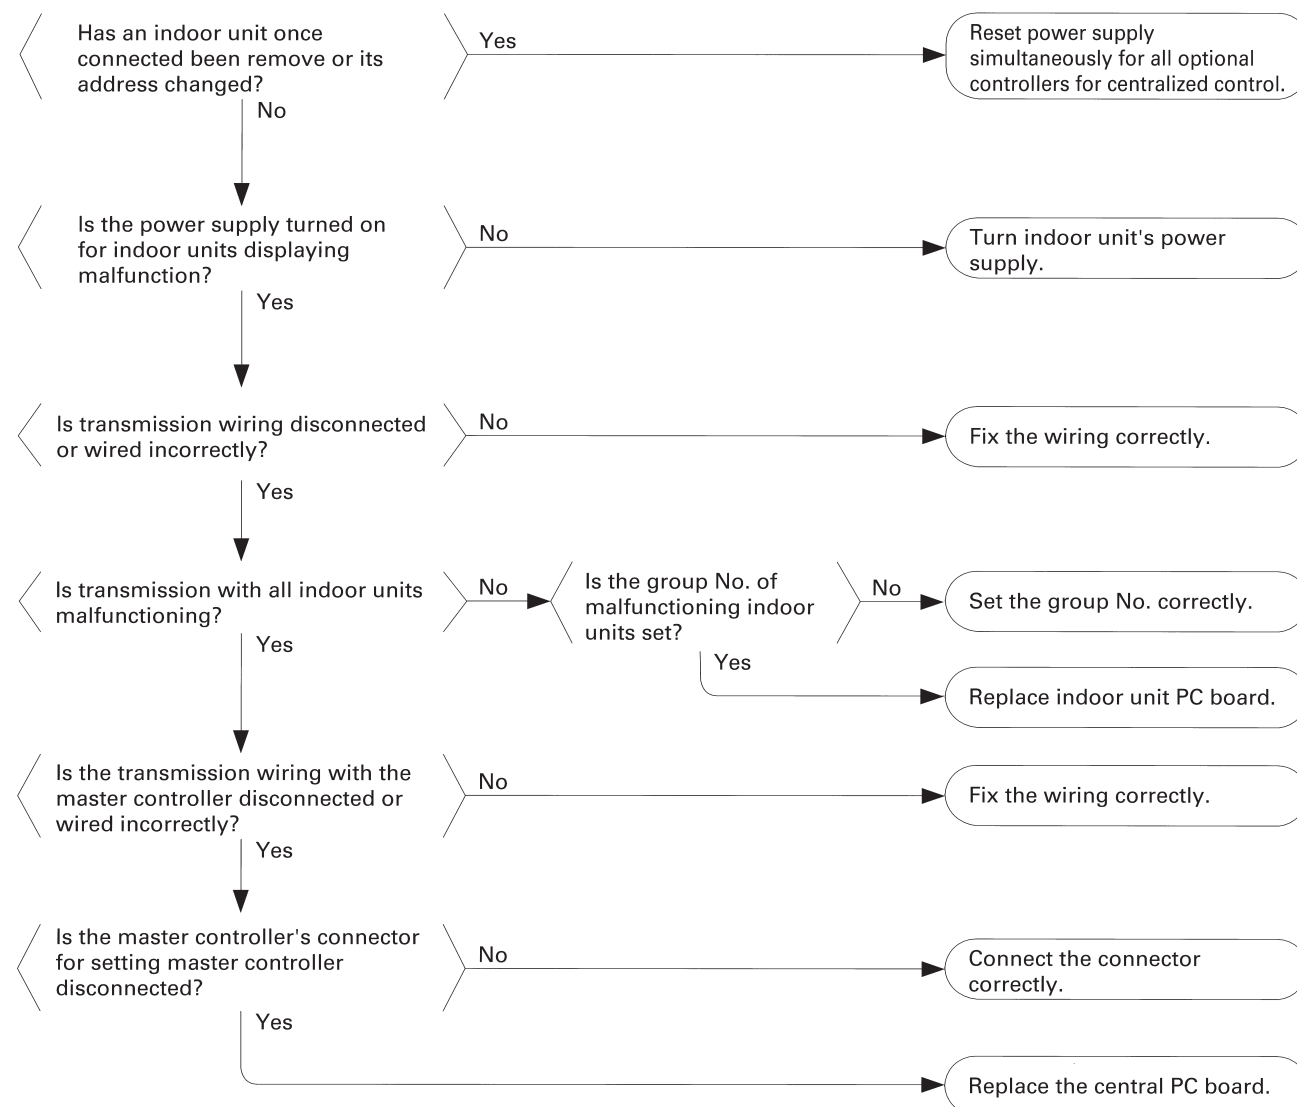 Has an indoor unit once
connected been remove or its
address changed?
Yes
Reset power supply
simultaneously for all optional
controllers for centralized control.
No
Is the power supply turned on
for indoor units displaying
malfunction?
No
Turn indoor unit's power
supply.
Yes
Is transmission wiring disconnected
or wired incorrectly?
No
Fix the wiring correctly.
Yes
Is transmission with all indoor units
malfunctioning?
No
Is the group No. of
malfunctioning indoor
units set?
No
Set the group No. correctly.
Yes
Yes
Replace indoor unit PC board.
Is the transmission wiring with the
master controller disconnected or
wired incorrectly?
No
Fix the wiring correctly.
Yes
Is the master controller's connector
for setting master controller
disconnected?
No
Connect the connector
correctly.
Yes
Replace the central PC board.